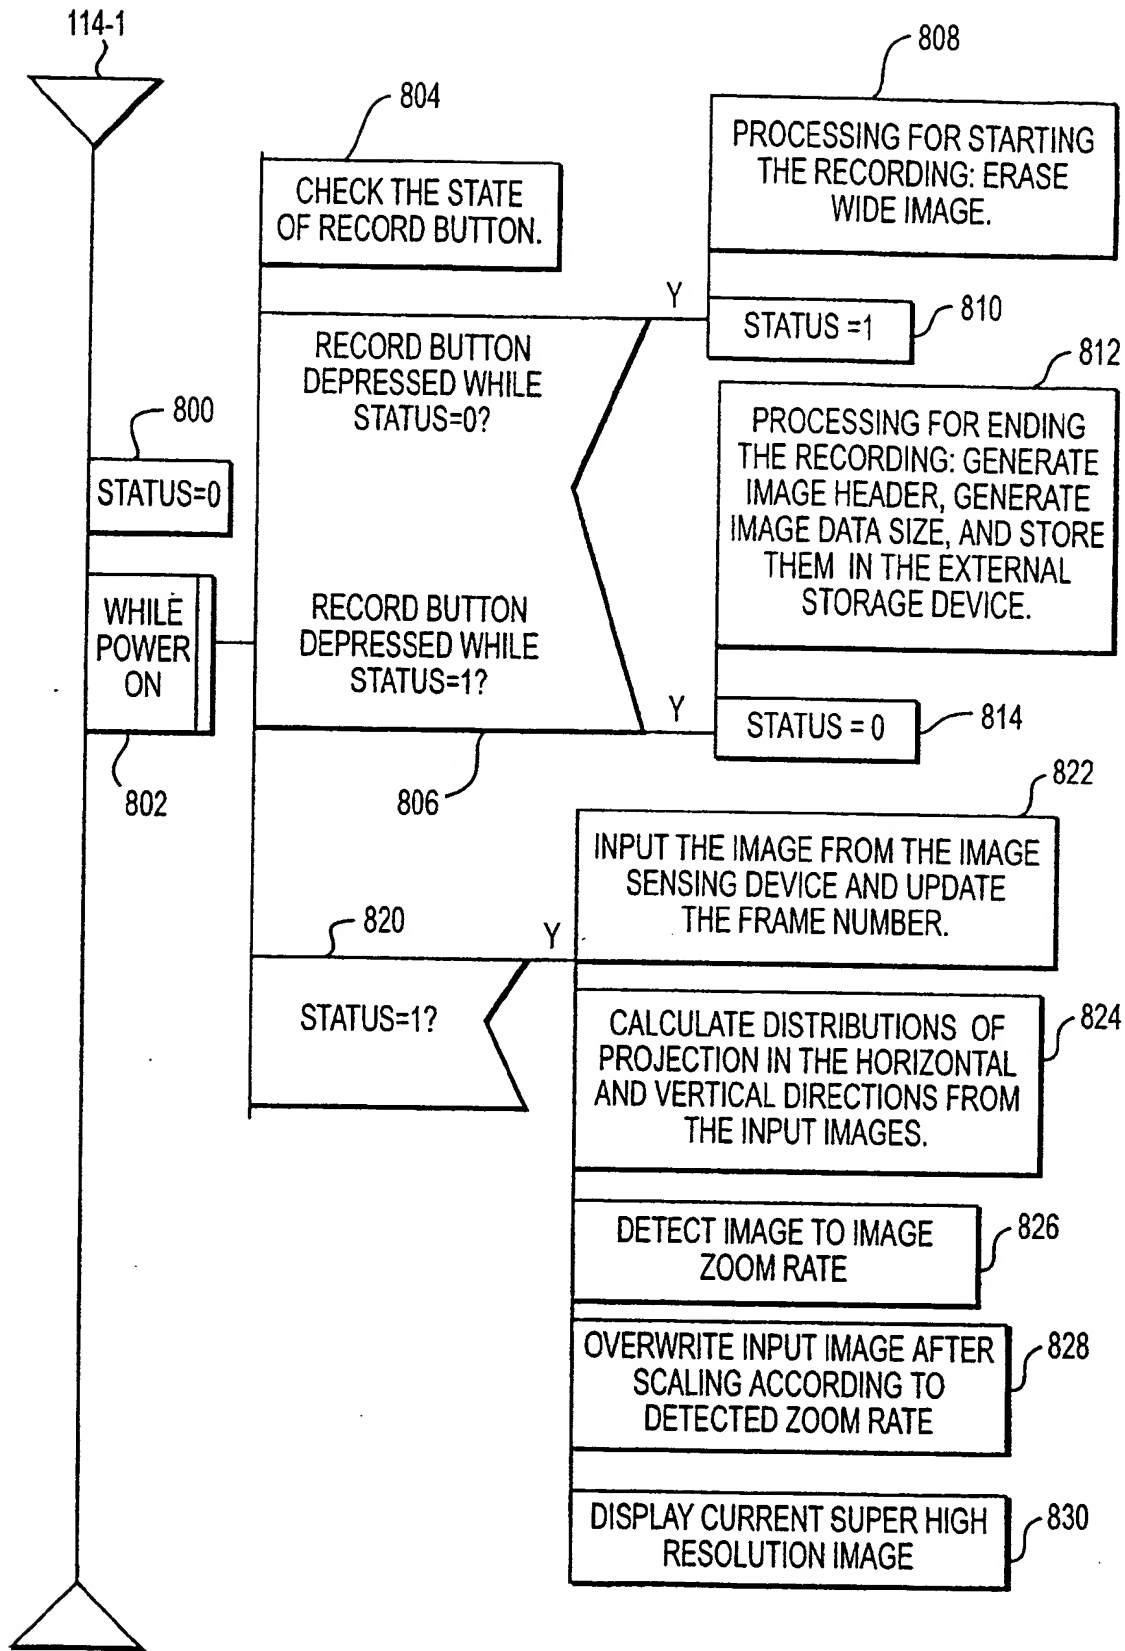 114-1
808
804
PROCESSING FOR STARTING
THE RECORDING: ERASE
WIDE IMAGE.
CHECK THE STATE
OF RECORD BUTTON.
Y
STATUS =1
810
RECORD BUTTON
DEPRESSED WHILE
STATUS=0?
812
800
STATUS=0
PROCESSING FOR ENDING
THE RECORDING: GENERATE
IMAGE HEADER, GENERATE
IMAGE DATA SIZE, AND STORE
THEM IN THE EXTERNAL
STORAGE DEVICE.
WHILE
POWER
ON
802
RECORD BUTTON
DEPRESSED WHILE
STATUS=1?
Y
STATUS = 0
814
806
822
INPUT THE IMAGE FROM THE IMAGE
SENSING DEVICE AND UPDATE
THE FRAME NUMBER.
820
Y
STATUS=1?
CALCULATE DISTRIBUTIONS OF
PROJECTION IN THE HORIZONTAL
AND VERTICAL DIRECTIONS FROM
THE INPUT IMAGES.
824
DETECT IMAGE TO IMAGE
ZOOM RATE
826
OVERWRITE INPUT IMAGE AFTER
SCALING ACCORDING TO
DETECTED ZOOM RATE
828
DISPLAY CURRENT SUPER HIGH
RESOLUTION IMAGE
830